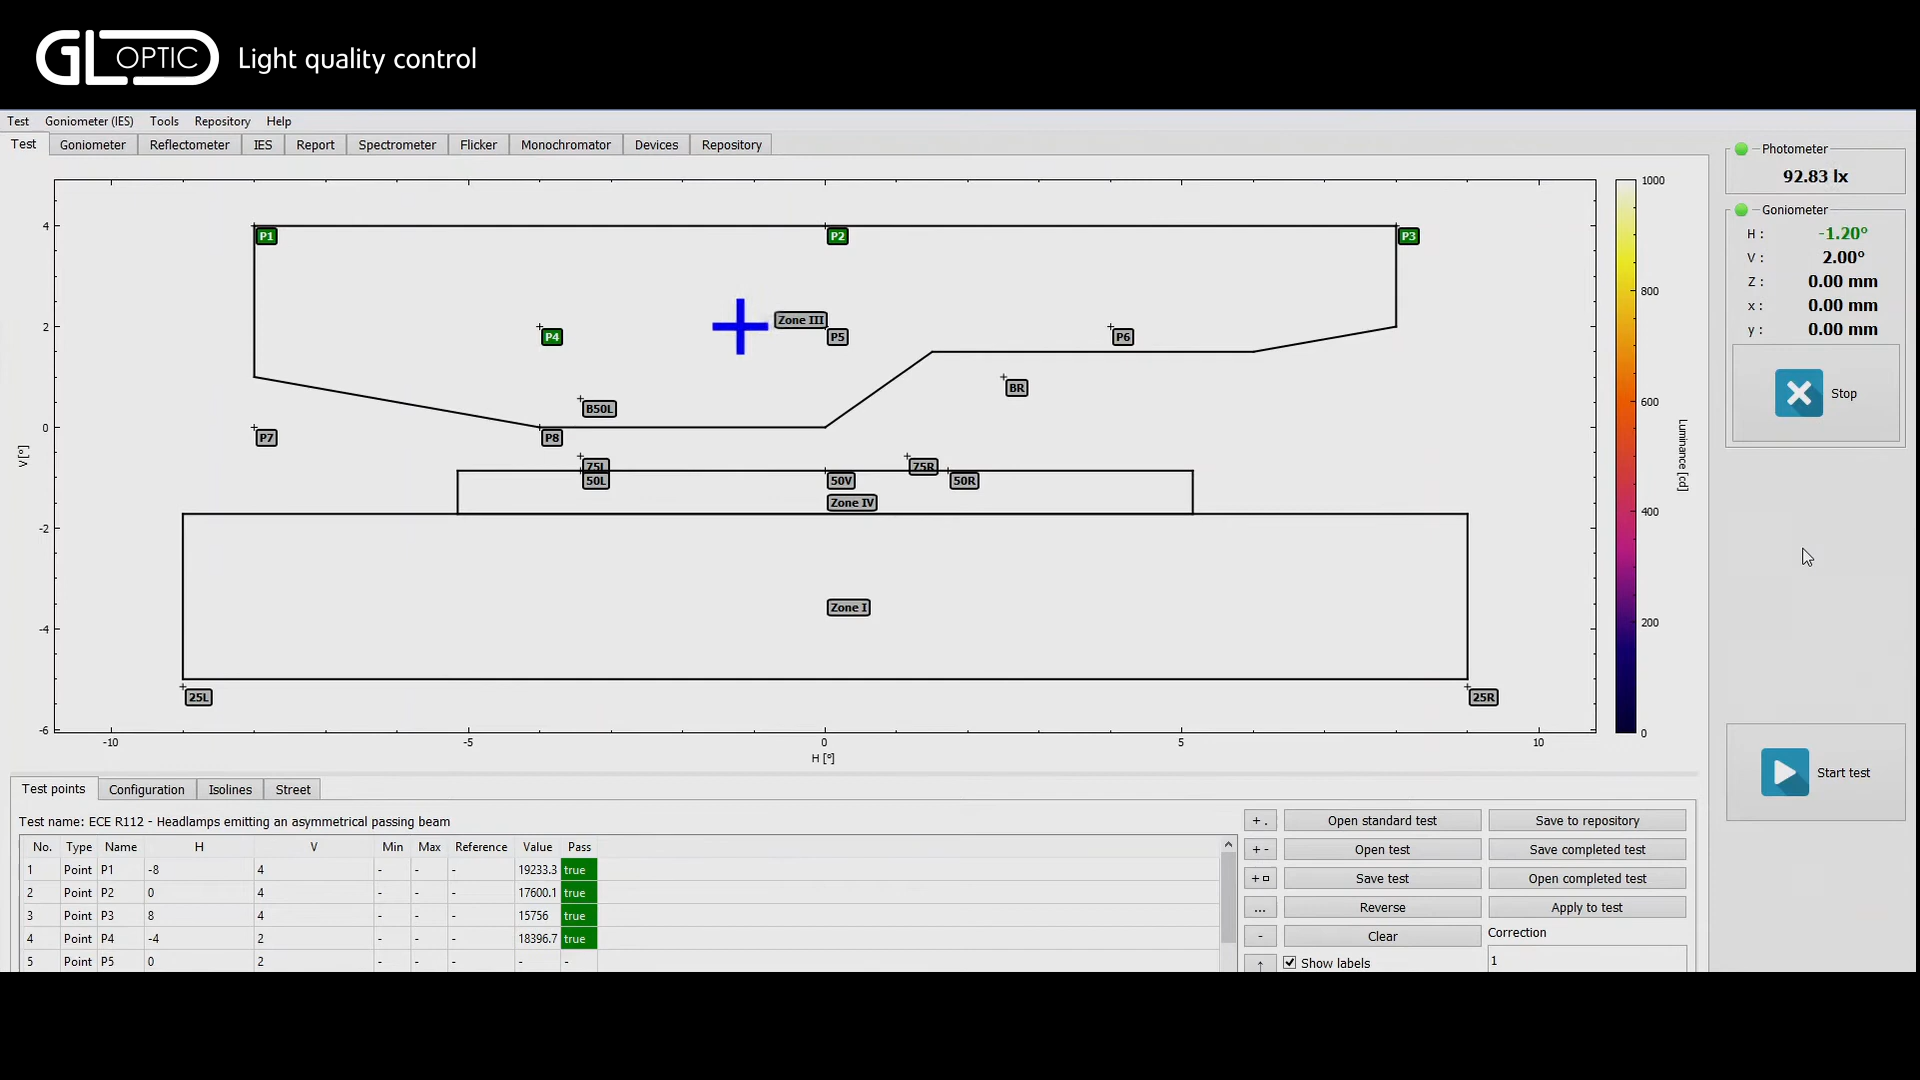 GL OPTIC Light quality control
Test Goniometer (IES) Tools Repository Help
Test Goniometer Reflectometer IES Report Spectrometer Flicker Monochromator Devices Repository
Photometer
92.83 lx
Goniometer
H : -1.20°
V : 2.00°
Z : 0.00 mm
x : 0.00 mm
y : 0.00 mm
Stop
Start test
4
2
0
-2
-4
-6
V [°]
P1 P2 P3
Zone III
P4 P5 P6
BR
B50L
P7 P8
75L 75R
50L 50V 50R
Zone IV
Zone I
25L 25R
-10 -5 0 5 10
H [°]
1000
800
600
400
200
0
Luminance [cd]
Test points Configuration Isolines Street
Test name: ECE R112 - Headlamps emitting an asymmetrical passing beam
No. Type Name H V Min Max Reference Value Pass
1 Point P1 -8 4 - - - 19233.3 true
2 Point P2 0 4 - - - 17600.1 true
3 Point P3 8 4 - - - 15756 true
4 Point P4 -4 2 - - - 18396.7 true
5 Point P5 0 2 - - - - -
+ . Open standard test Save to repository
+ - Open test Save completed test
+ ▫ Save test Open completed test
... Reverse Apply to test
- Clear Correction
↑ Show labels 1